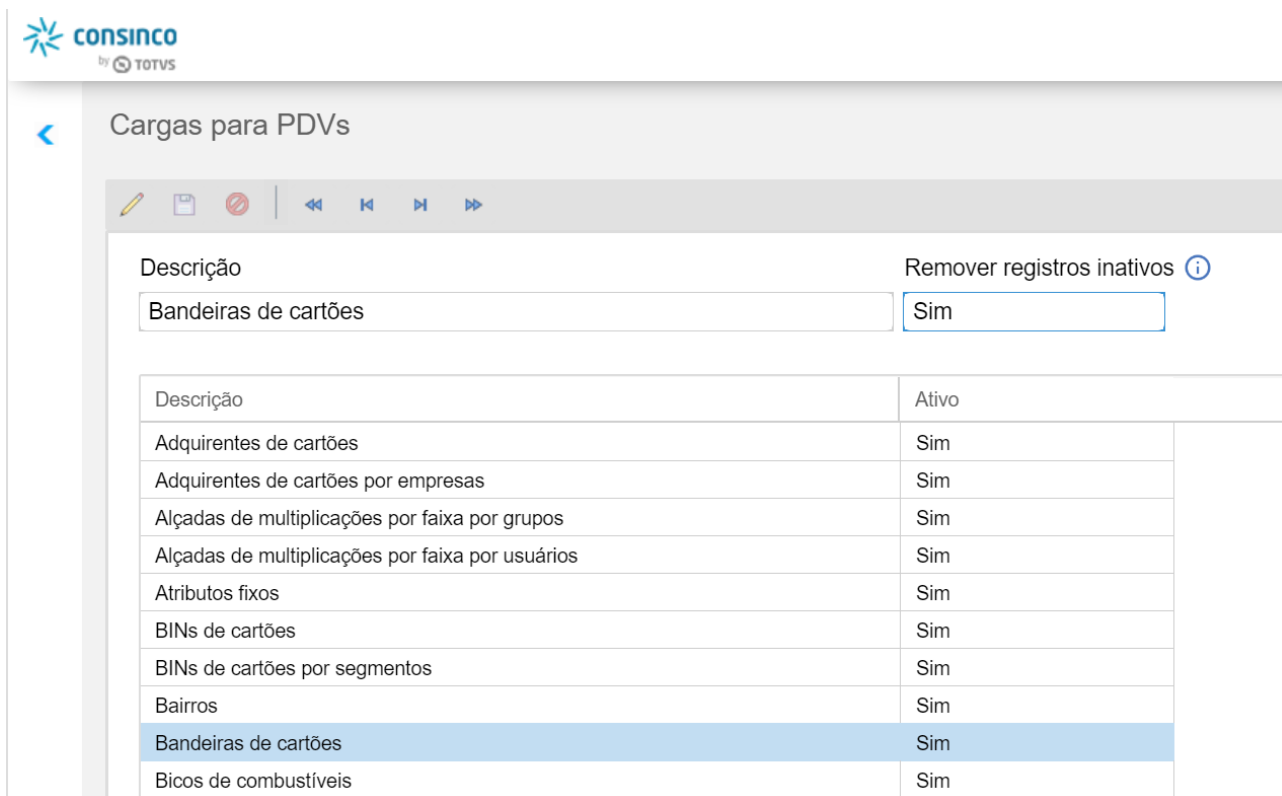 consinco
by TOTVS
Cargas para PDVs
Descrição Remover registros inativos
Bandeiras de cartões Sim
Descrição Ativo
Adquirentes de cartões Sim
Adquirentes de cartões por empresas Sim
Alçadas de multiplicações por faixa por grupos Sim
Alçadas de multiplicações por faixa por usuários Sim
Atributos fixos Sim
BINs de cartões Sim
BINs de cartões por segmentos Sim
Bairros Sim
Bandeiras de cartões Sim
Bicos de combustíveis Sim